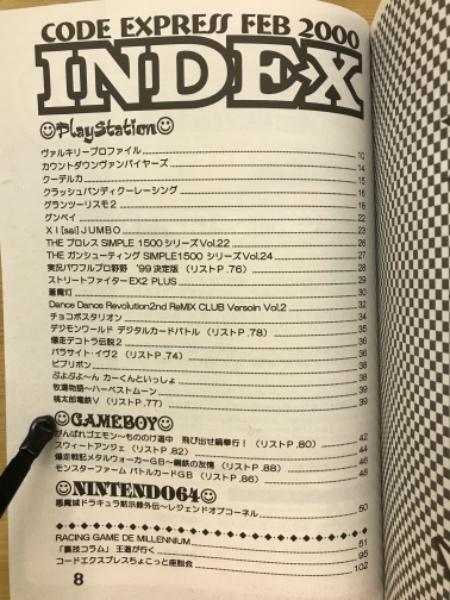 CODE EXPRESS FEB 2000
INDEX
PlayStation
ヴァルキリープロファイル 10
カウントダウンヴァンパイヤーズ 14
クーデルカ 15
クラッシュバンディクーレーシング 16
グランツーリスモ2 18
グンペイ 22
XI[sai]JUMBO 23
THE プロレス SIMPLE 1500 シリーズ Vol.22 26
THE ガンシューティング SIMPLE1500 シリーズ Vol.24 27
実況パワフルプロ野野 '99 決定版 (リストP.76) 28
ストリートファイターEX2 PLUS 29
蒼魔灯 30
Dance Dance Revolution2nd ReMIX CLUB Versoin Vol.2 32
チョコボスタリオン 34
デジモンワールド デジタルカードバトル (リストP.78) 35
爆走デコトラ伝説2 36
パラサイト・イヴ2 (リストP.74) 36
ビブリボン 38
ぷよぷよ〜ん カーくんといっしょ 38
牧場物語〜ハーベストムーン 39
桃太郎電鉄V (リストP.77) 39
GAMEBOY
がんばれゴエモン〜もののけ道中 飛び出せ鍋奉行! (リストP.80) 42
スウィートアンジェ (リストP.82) 44
爆走戦記メタルウォーカーGB〜鋼鉄の友情 (リストP.88) 46
モンスターファーム バトルカードGB (リストP.86) 48
NINTENDO64
悪魔城ドラキュラ黙示録外伝〜レジェンドオブコーネル 50
RACING GAME DE MILLENNIUM 51
「裏技コラム」 王道が行く 95
コードエクスプレスちょこっと座談会 102
8